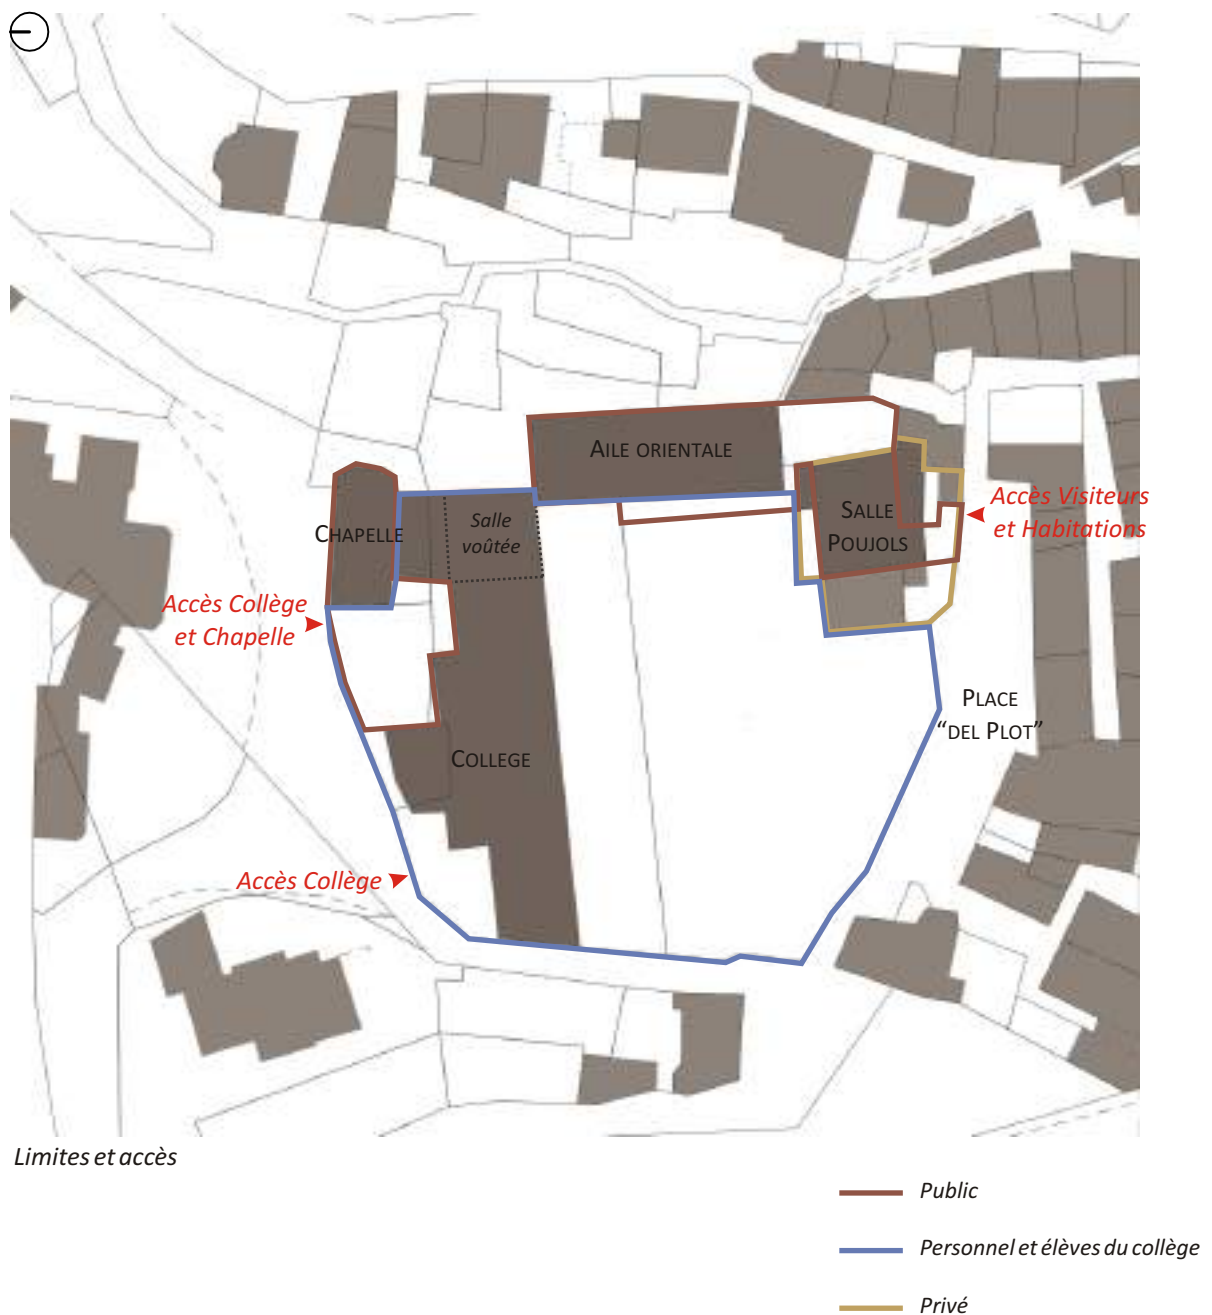 AILE ORIENTALE
Accès Visiteurs
et Habitations
SALLE
POUJOLS
Salle
voûtée
CHAPELLE
Accès Collège
et Chapelle
PLACE
“DEL PLOT”
COLLEGE
Accès Collège
Limites et accès
Public
Personnel et élèves du collège
Privé